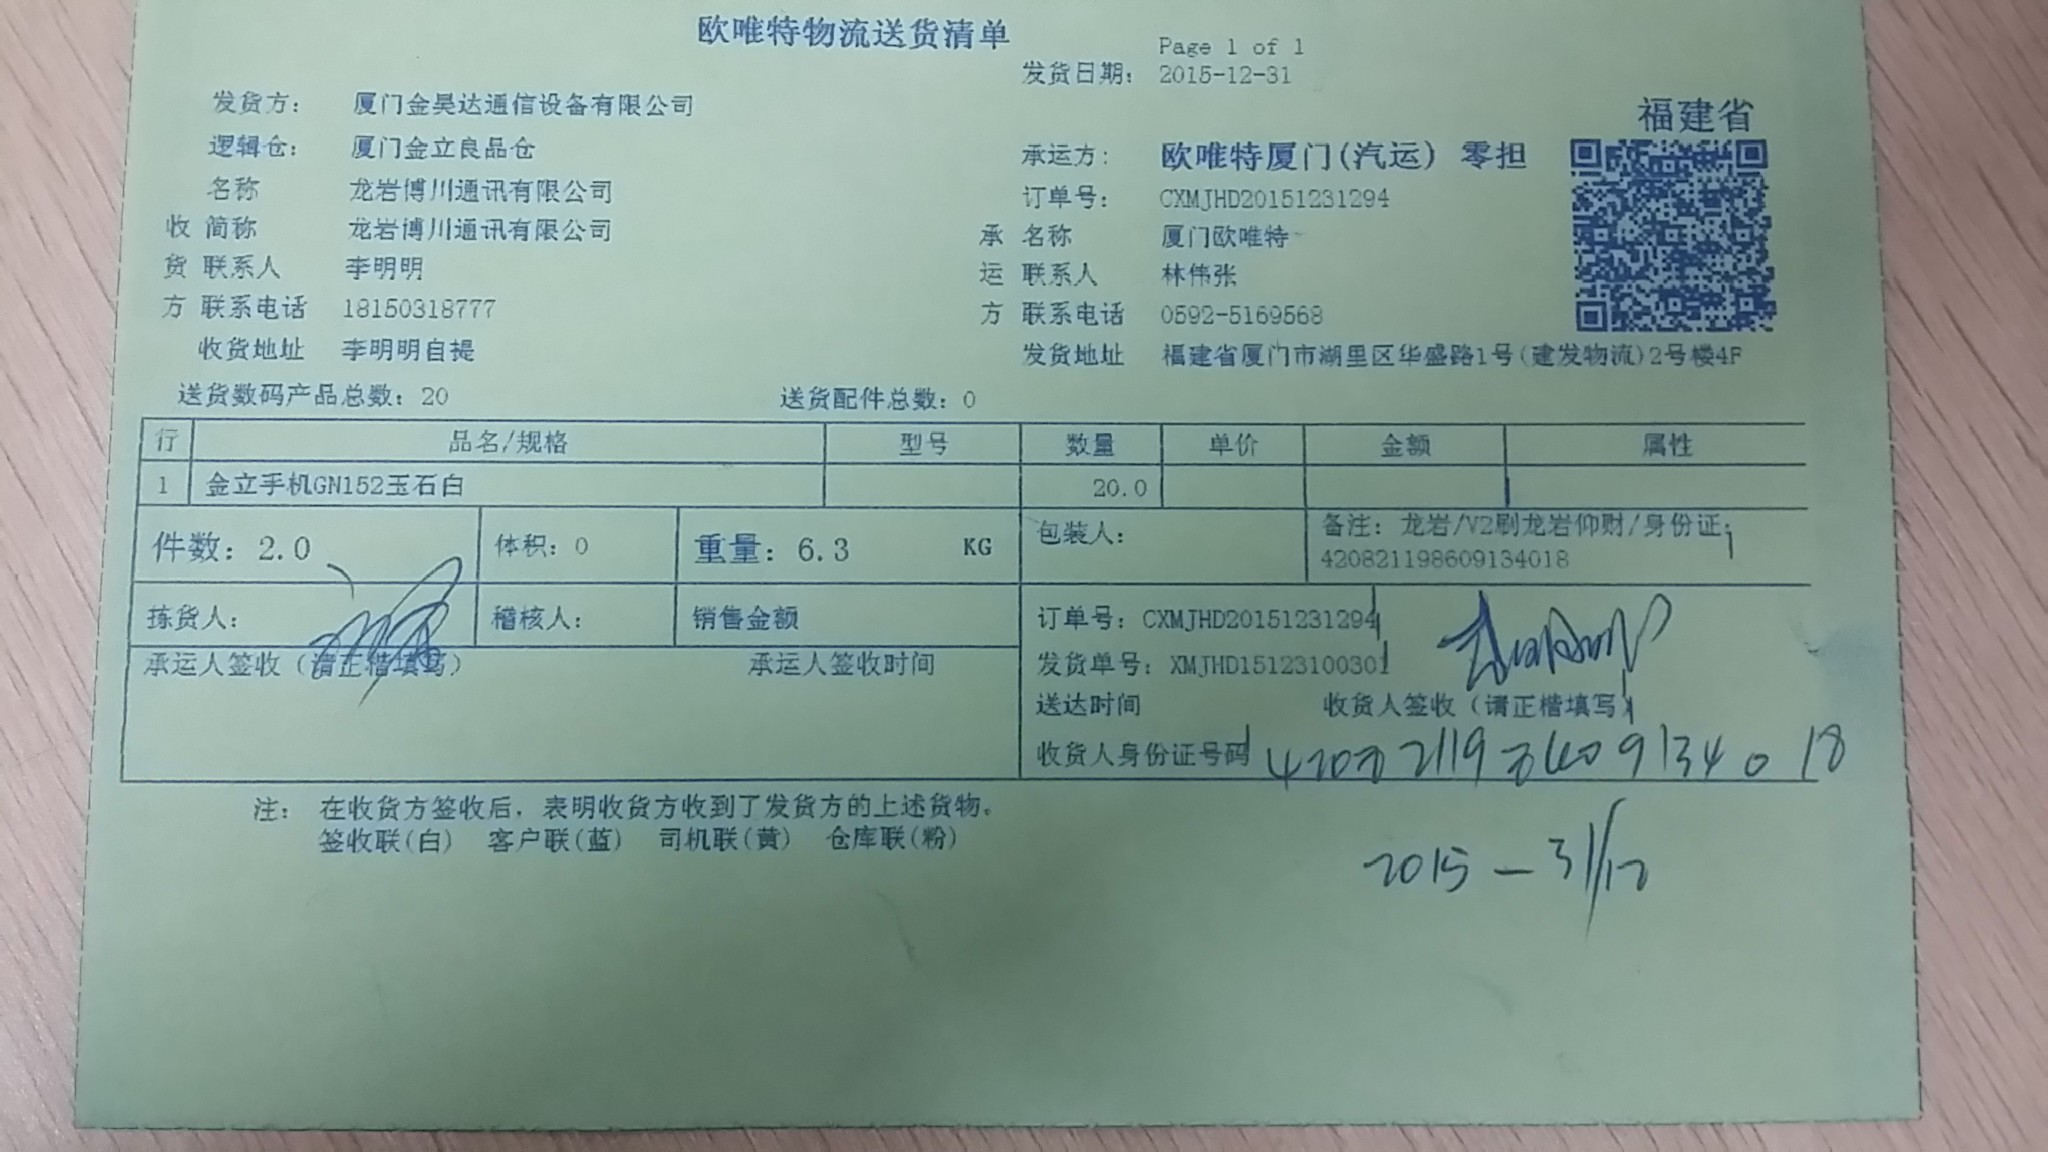 欧唯特物流送货清单
Page 1 of 1
发货日期: 2015-12-31
发货方: 厦门金昊达通信设备有限公司
福建省
逻辑仓: 厦门金立良品仓
承运方: 欧唯特厦门(汽运) 零担
名称 龙岩博川通讯有限公司
订单号: CXMJHD20151231294
收 简称 龙岩博川通讯有限公司
承 名称 厦门欧唯特
货 联系人 李明明
运 联系人 林伟张
方 联系电话 18150318777
方 联系电话 0592-5169568
收货地址 李明明自提
发货地址 福建省厦门市湖里区华盛路1号(建发物流)2号楼4F
送货数码产品总数: 20 送货配件总数: 0
行 品名/规格 型号 数量 单价 金额 属性
1 金立手机GN152玉石白 20.0
件数: 2.0 体积: 0 重量: 6.3 KG 包装人:
备注: 龙岩/V2刷龙岩仰财/身份证:
420821198609134018
拣货人: 稽核人: 销售金额 订单号: CXMJHD20151231294
承运人签收(请正楷填写) 承运人签收时间 发货单号: XMJHD15123100301
送达时间 收货人签收(请正楷填写)
收货人身份证号码
注: 在收货方签收后, 表明收货方收到了发货方的上述货物。
签收联(白) 客户联(蓝) 司机联(黄) 仓库联(粉)
2015-31/12